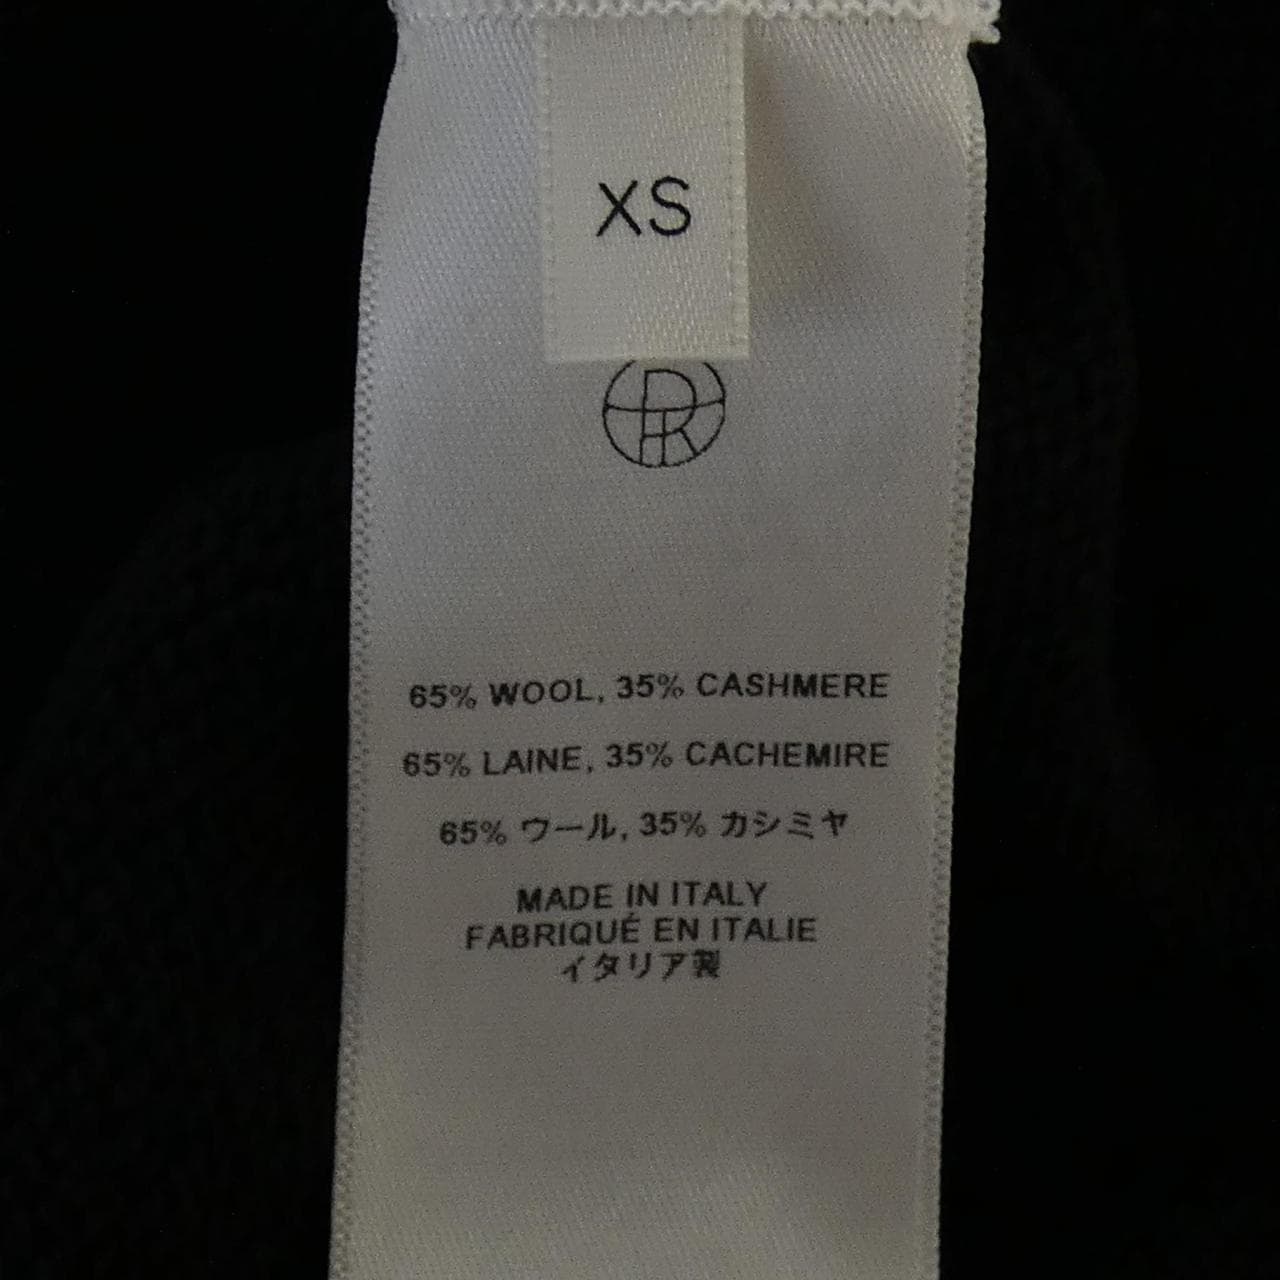 XS
65% WOOL, 35% CASHMERE
65% LAINE, 35% CACHEMIRE
65% ウール, 35% カシミヤ
MADE IN ITALY
FABRIQUÉ EN ITALIE
イタリア製